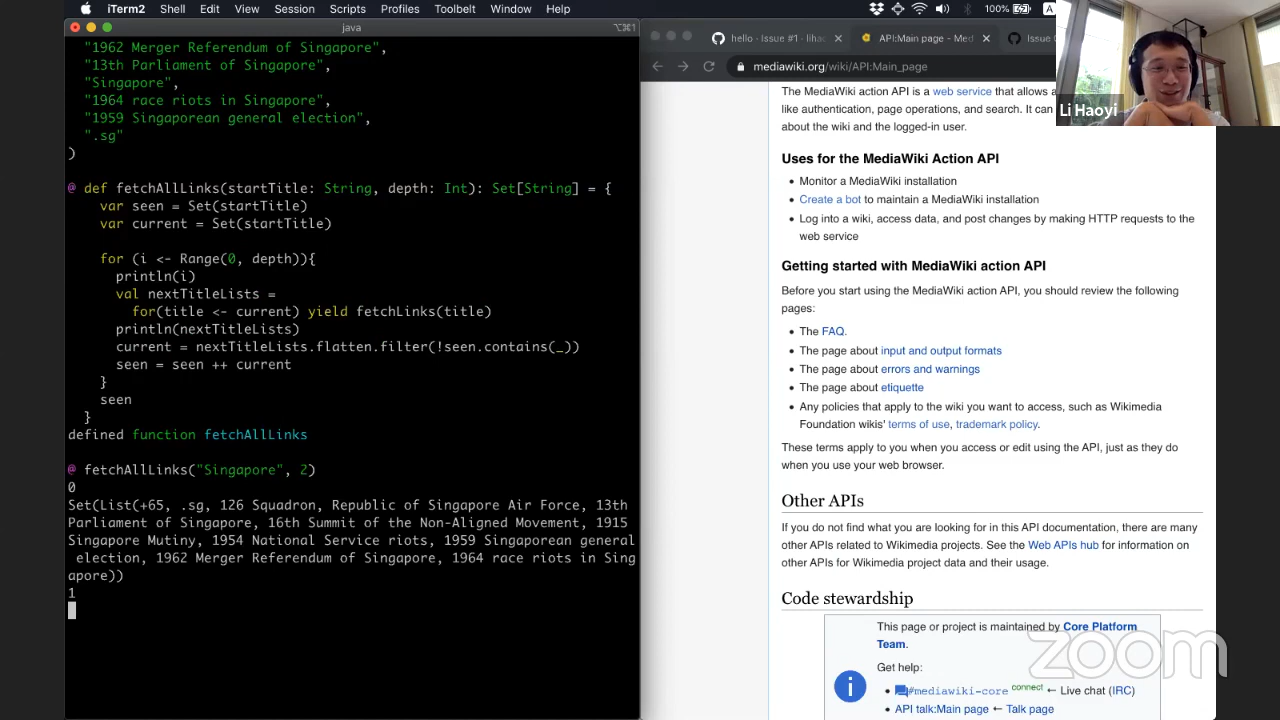 iTerm2 Shell Edit View Session Scripts Profiles Toolbelt Window Help
100%
java
⌥⌘1
"1962 Merger Referendum of Singapore",
"13th Parliament of Singapore",
"Singapore",
"1964 race riots in Singapore",
"1959 Singaporean general election",
".sg"
)
@ def fetchAllLinks(startTitle: String, depth: Int): Set[String] = {
var seen = Set(startTitle)
var current = Set(startTitle)
for (i <- Range(0, depth)){
println(i)
val nextTitleLists =
for(title <- current) yield fetchLinks(title)
println(nextTitleLists)
current = nextTitleLists.flatten.filter(!seen.contains(_))
seen = seen ++ current
}
seen
}
defined function fetchAllLinks
@ fetchAllLinks("Singapore", 2)
0
Set(List(+65, .sg, 126 Squadron, Republic of Singapore Air Force, 13th
Parliament of Singapore, 16th Summit of the Non-Aligned Movement, 1915
Singapore Mutiny, 1954 National Service riots, 1959 Singaporean general
election, 1962 Merger Referendum of Singapore, 1964 race riots in Sing
apore))
1
hello · Issue #1 · lihao
API:Main page - Med
Issue
mediawiki.org/wiki/API:Main_page
The MediaWiki action API is a web service that allows a
like authentication, page operations, and search. It can
about the wiki and the logged-in user.
Uses for the MediaWiki Action API
Monitor a MediaWiki installation
Create a bot to maintain a MediaWiki installation
Log into a wiki, access data, and post changes by making HTTP requests to the
web service
Getting started with MediaWiki action API
Before you start using the MediaWiki action API, you should review the following
pages:
The FAQ.
The page about input and output formats
The page about errors and warnings
The page about etiquette
Any policies that apply to the wiki you want to access, such as Wikimedia
Foundation wikis' terms of use, trademark policy.
These terms apply to you when you access or edit using the API, just as they do
when you use your web browser.
Other APIs
If you do not find what you are looking for in this API documentation, there are many
other APIs related to Wikimedia projects. See the Web APIs hub for information on
other APIs for Wikimedia project data and their usage.
Code stewardship
This page or project is maintained by Core Platform
Team.
Get help:
#mediawiki-core connect ← Live chat (IRC)
API talk:Main page ← Talk page
Li Haoyi
zoom